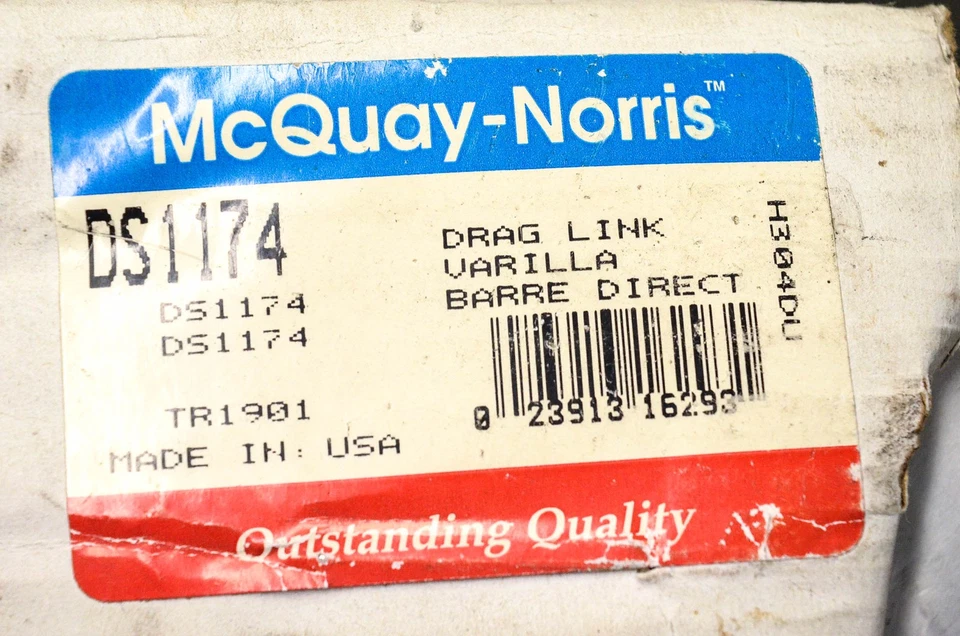 McQuay-Norris™
DS1174
DS1174
DS1174
TR1901
MADE IN: USA
DRAG LINK
VARILLA
BARRE DIRECT
0 23913 16293
H304DU
Outstanding Quality